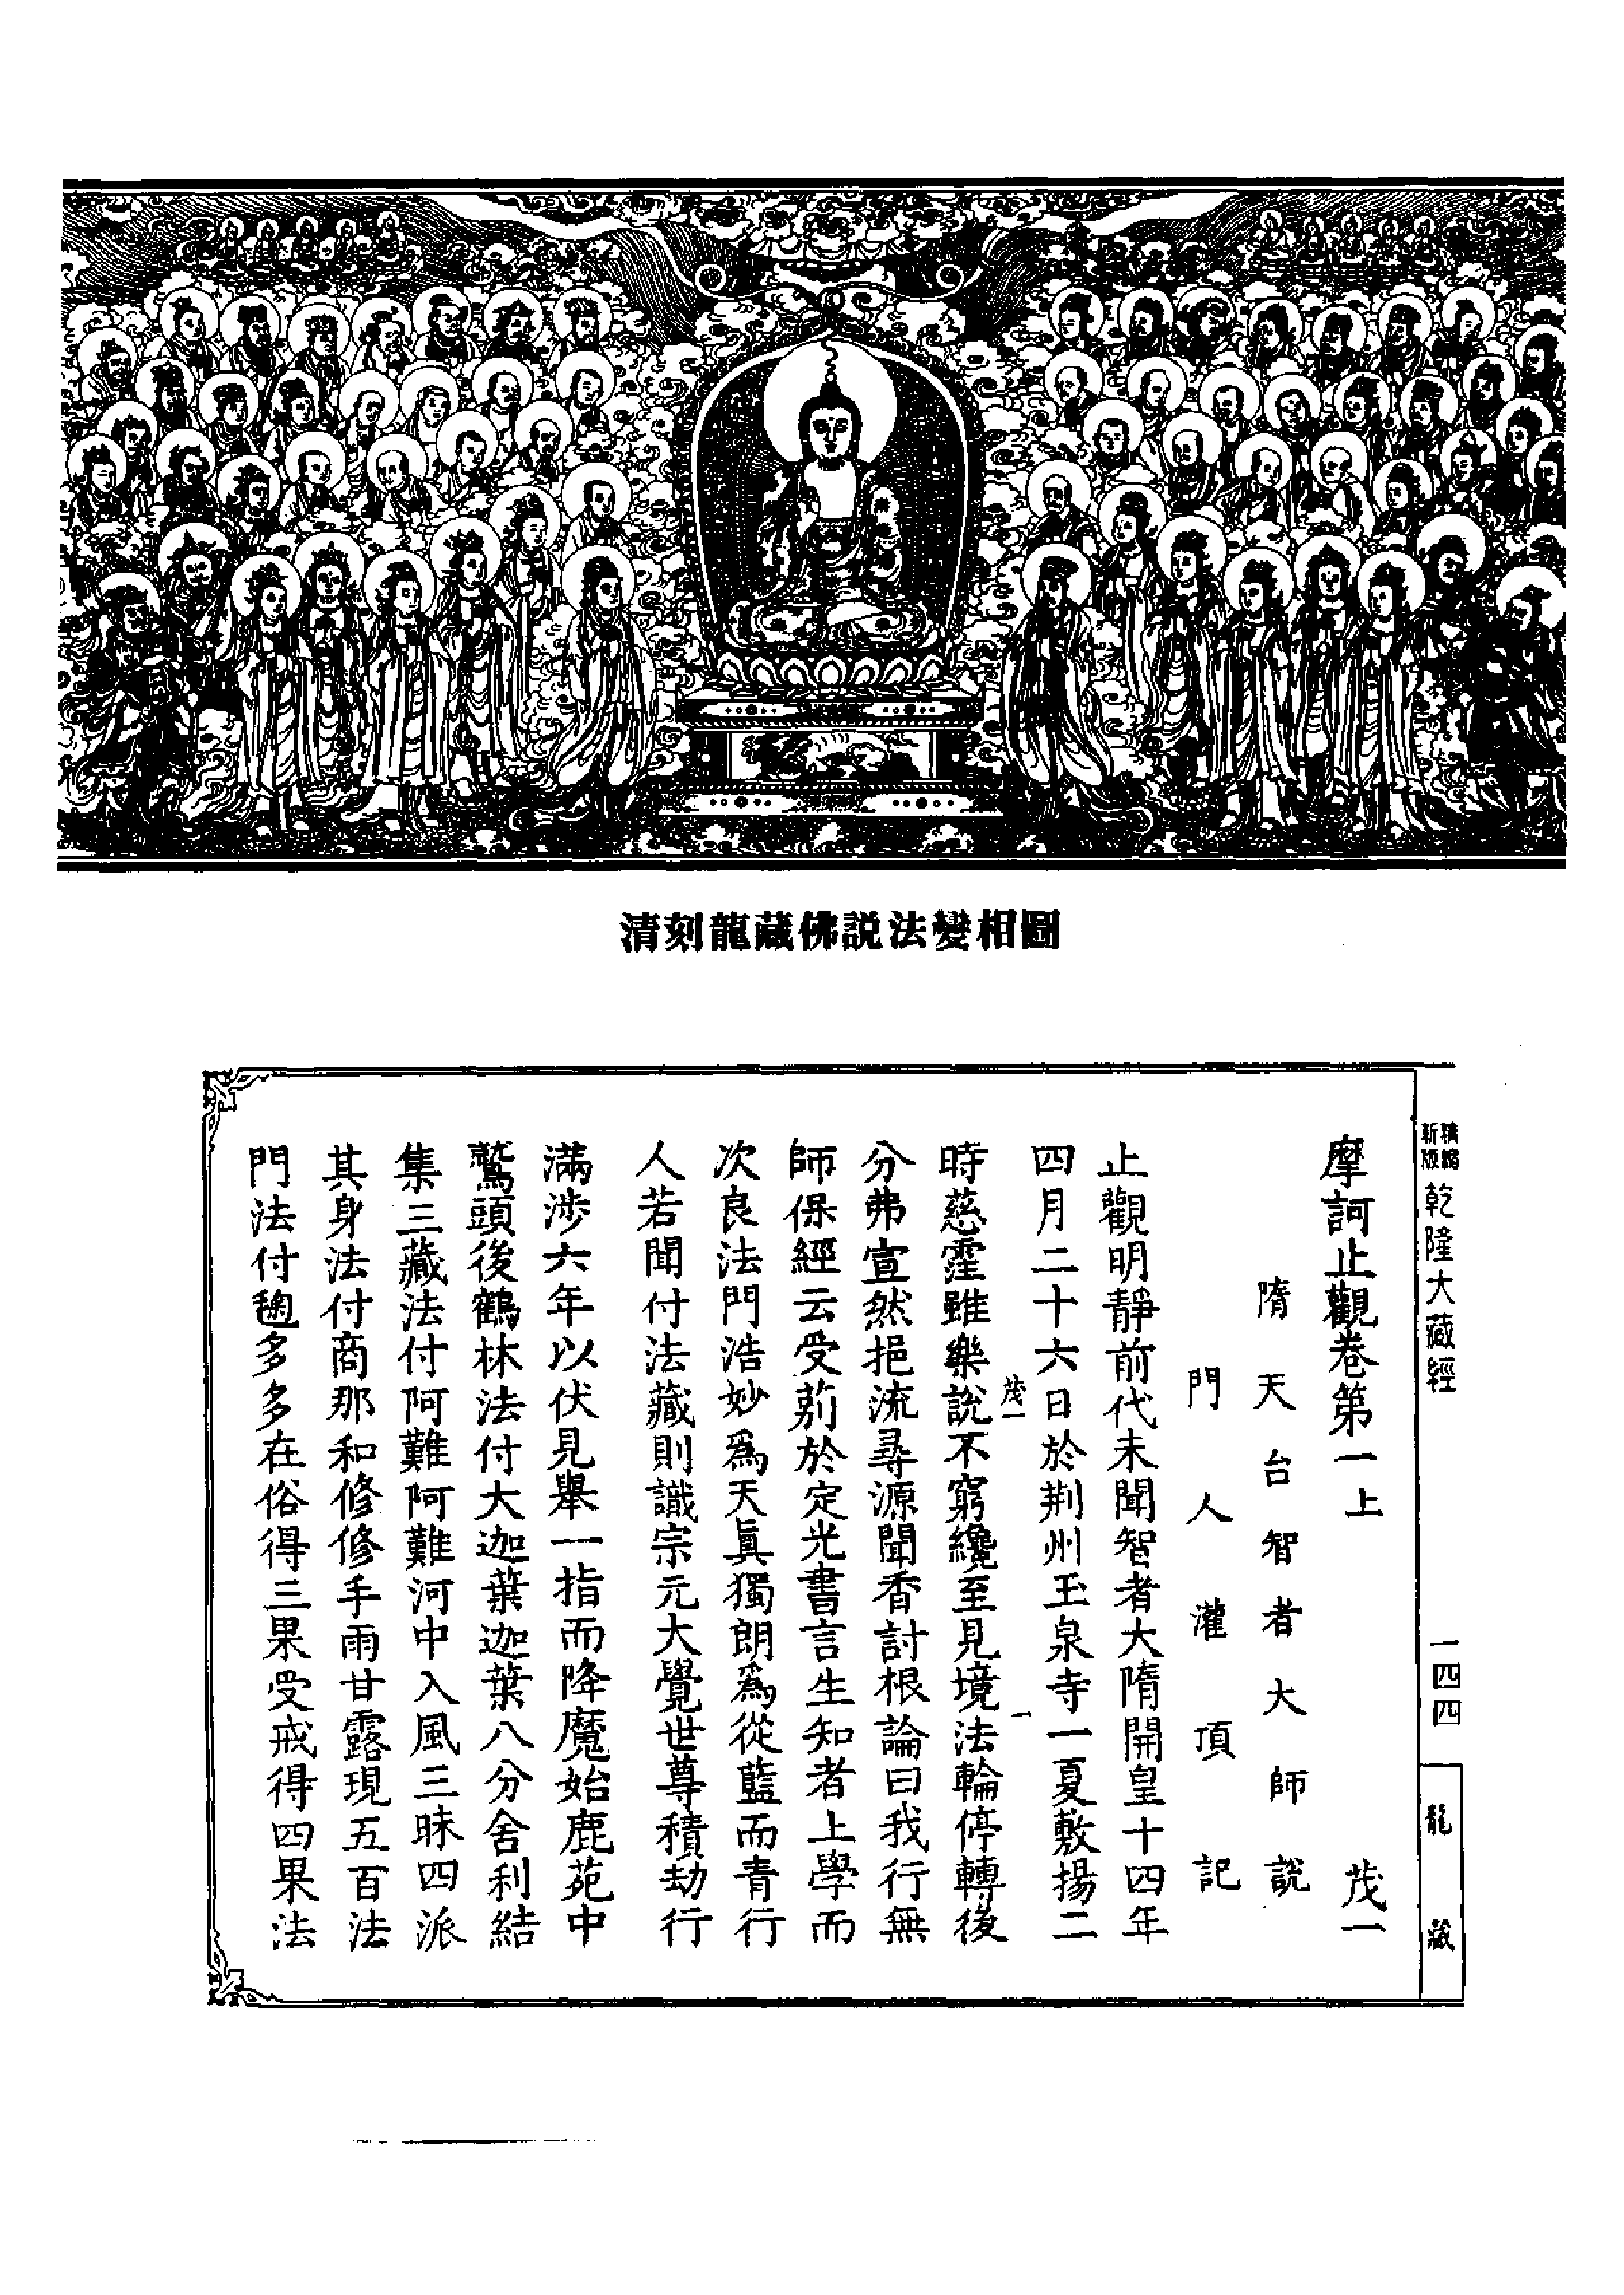 清刻龍藏佛説法變相圖
新版
精縮
乾隆大藏經
一四四
龍藏
摩訶止觀卷第一上
茂一
隋天台智者大師說
門人灌頂記
止觀明靜前代未聞智者大隋開皇十四年
四月二十六日於荆州玉泉寺一夏敷揚二
茂一
一
時慈霔雖樂說不窮纔至見境法輪停轉後
分弗宣然挹流尋源聞香討根論曰我行無
師保經云受莂於定光書言生知者上學而
次良法門浩妙爲天眞獨朗爲從藍而青行
人若聞付法藏則識宗元大覺世尊積劫行
滿涉六年以伏見舉一指而降魔始鹿苑中
鷲頭後鶴林法付大迦葉迦葉八分舍利結
集三藏法付阿難阿難河中入風三昧四派
其身法付商那和修修手雨甘露現五百法
門法付毱多多在俗得三果受戒得四果法